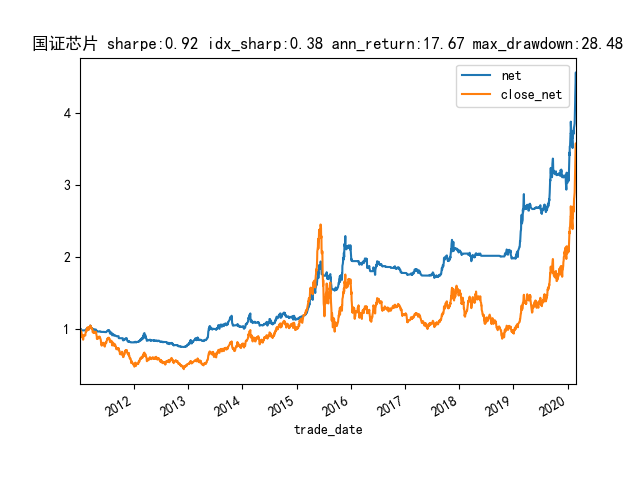 国证芯片 sharpe:0.92 idx_sharp:0.38 ann_return:17.67 max_drawdown:28.48
net
close_net
4
3
2
1
2012 2013 2014 2015 2016 2017 2018 2019 2020
trade_date